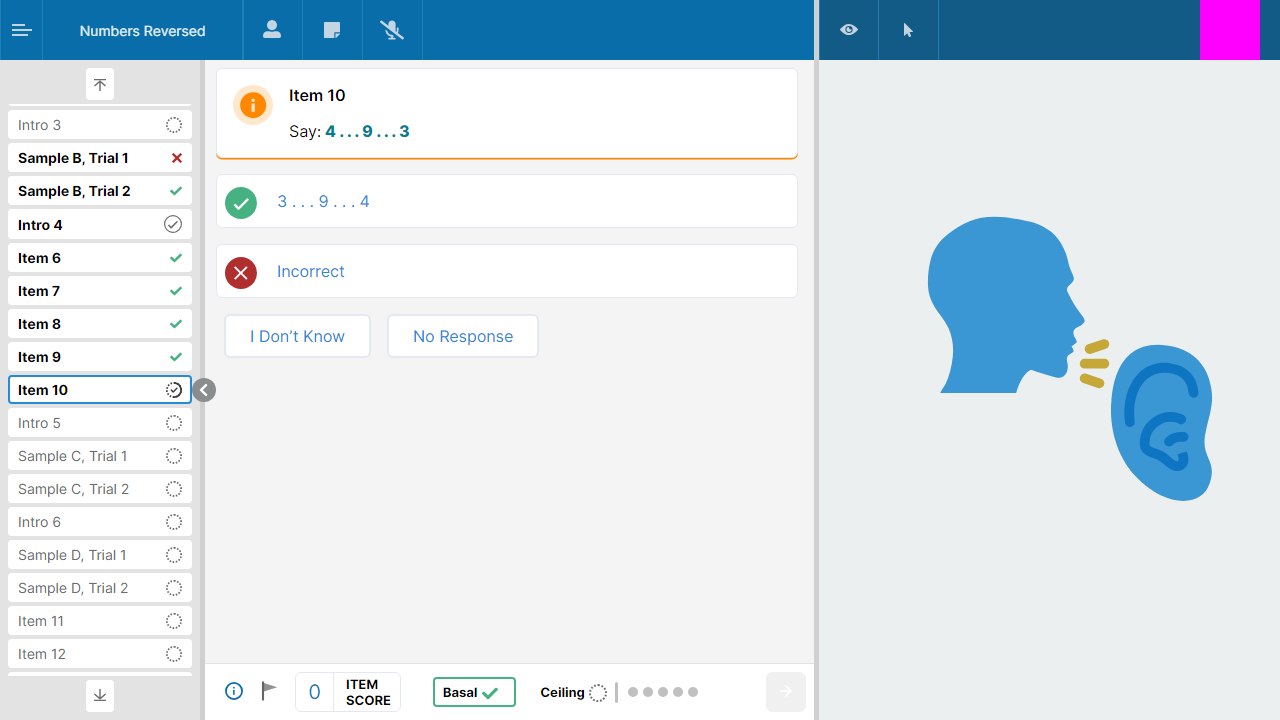 Numbers Reversed
Intro 3
Sample B, Trial 1
Sample B, Trial 2
Intro 4
Item 6
Item 7
Item 8
Item 9
Item 10
Intro 5
Sample C, Trial 1
Sample C, Trial 2
Intro 6
Sample D, Trial 1
Sample D, Trial 2
Item 11
Item 12
Item 10
Say: 4 . . . 9 . . . 3
3 . . . 9 . . . 4
Incorrect
I Don’t Know
No Response
0
ITEM
SCORE
Basal
Ceiling